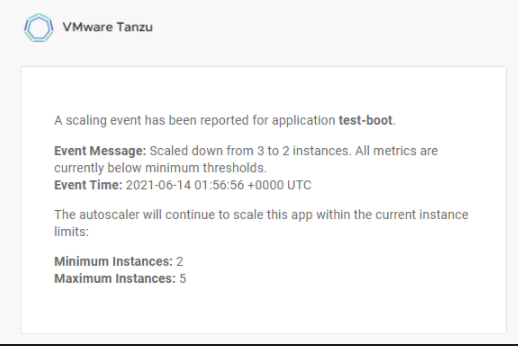 VMware Tanzu
A scaling event has been reported for application test-boot.
Event Message: Scaled down from 3 to 2 instances. All metrics are
currently below minimum thresholds.
Event Time: 2021-06-14 01:56:56 +0000 UTC
The autoscaler will continue to scale this app within the current instance
limits:
Minimum Instances: 2
Maximum Instances: 5